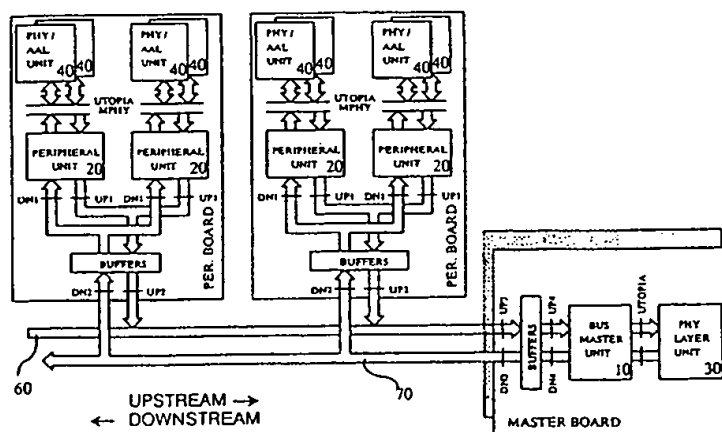 PHY/
AAL
UNIT
40
40
PHY/
AAL
UNIT
40
40
UTOPIA
MPHY
PERIPHERAL
UNIT
20
PERIPHERAL
UNIT
20
DN1
UP1
DN1
UP1
BUFFERS
DN2
UP2
PER. BOARD
PHY/
AAL
UNIT
40
40
PHY/
AAL
UNIT
40
40
UTOPIA
MPHY
PERIPHERAL
UNIT
20
PERIPHERAL
UNIT
20
DN1
UP1
DN1
UP1
BUFFERS
DN2
UP2
PER. BOARD
UP3
DN3
BUFFERS
UP4
DN4
BUS
MASTER
UNIT
10
UTOPIA
PHY
LAYER
UNIT
30
MASTER BOARD
60
70
UPSTREAM →
← DOWNSTREAM